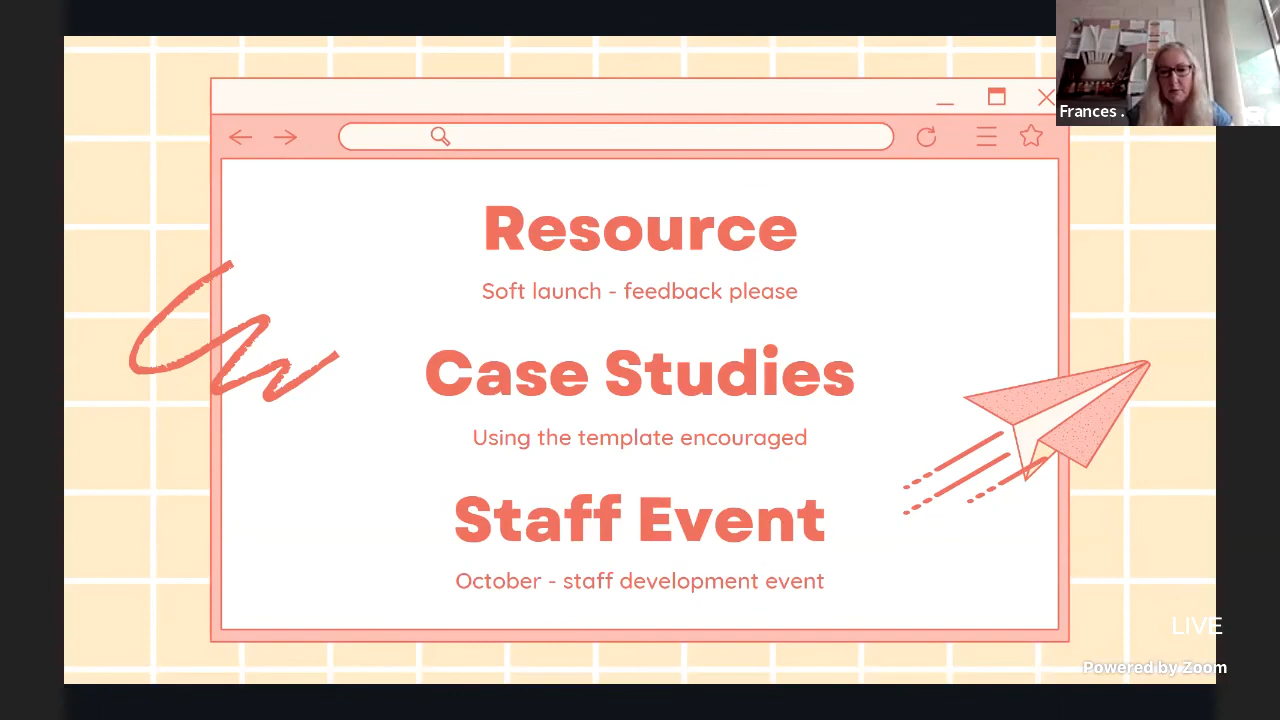 Frances .
Resource
Soft launch - feedback please
Case Studies
Using the template encouraged
Staff Event
October - staff development event
LIVE
Powered by Zoom